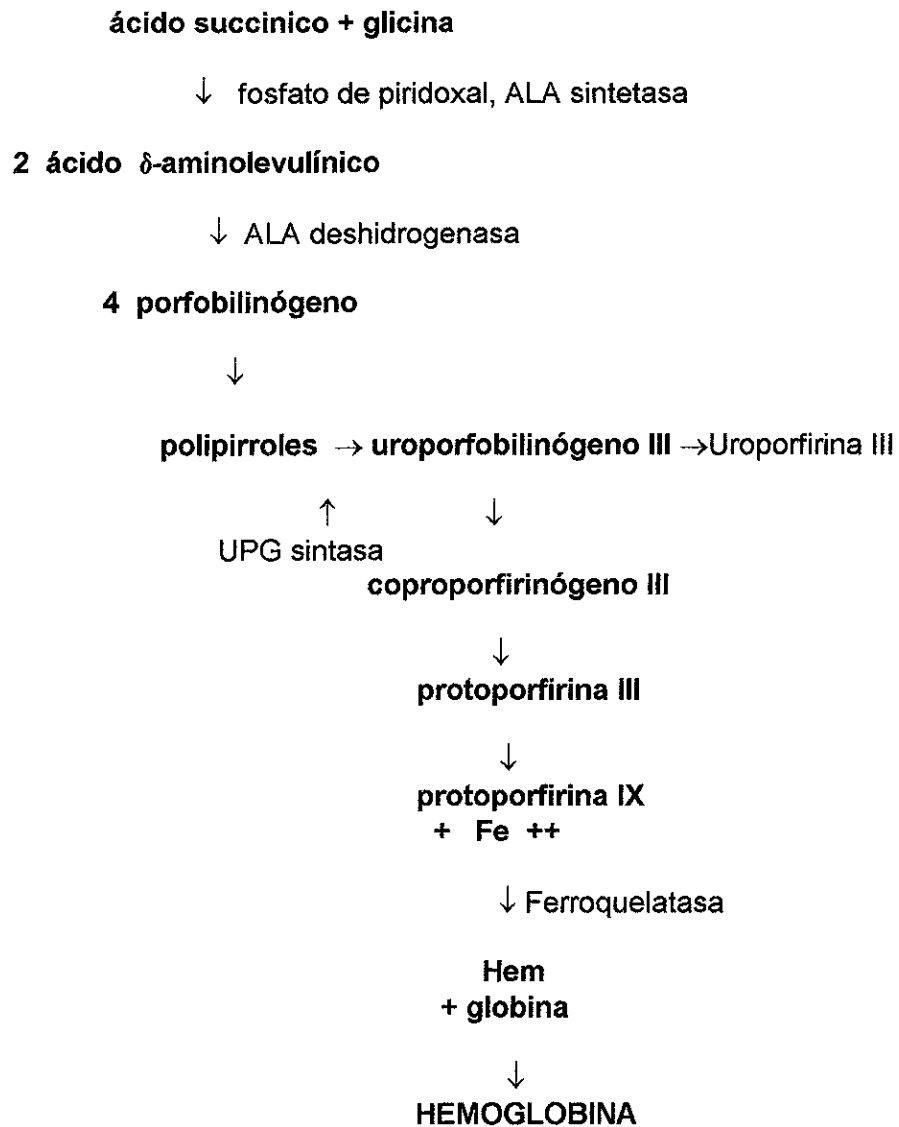 ácido succinico + glicina
↓ fosfato de piridoxal, ALA sintetasa
2 ácido δ-aminolevulínico
↓ ALA deshidrogenasa
4 porfobilinógeno
↓
polipirroles → uroporfobilinógeno III →Uroporfirina III
↑ ↓
UPG sintasa
coproporfirinógeno III
↓
protoporfirina III
↓
protoporfirina IX
+ Fe ++
↓ Ferroquelatasa
Hem
+ globina
↓
HEMOGLOBINA